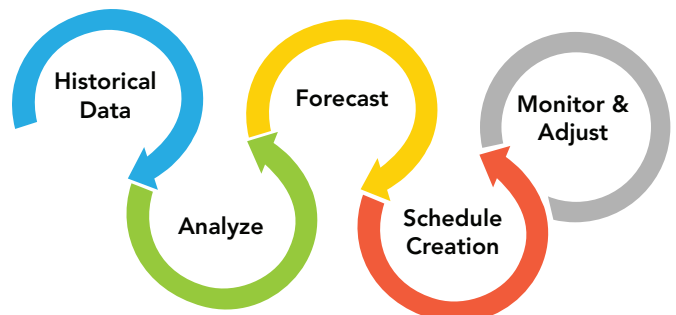 Historical
Data
Analyze
Forecast
Schedule
Creation
Monitor &
Adjust